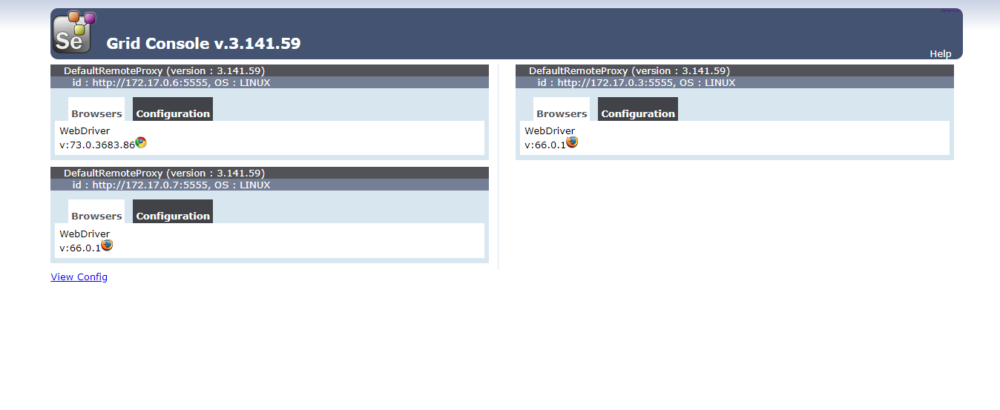 Se
Grid Console v.3.141.59
Help
DefaultRemoteProxy (version : 3.141.59)
id : http://172.17.0.6:5555, OS : LINUX
Browsers Configuration
WebDriver
v:73.0.3683.86
DefaultRemoteProxy (version : 3.141.59)
id : http://172.17.0.7:5555, OS : LINUX
Browsers Configuration
WebDriver
v:66.0.1
DefaultRemoteProxy (version : 3.141.59)
id : http://172.17.0.3:5555, OS : LINUX
Browsers Configuration
WebDriver
v:66.0.1
View Config